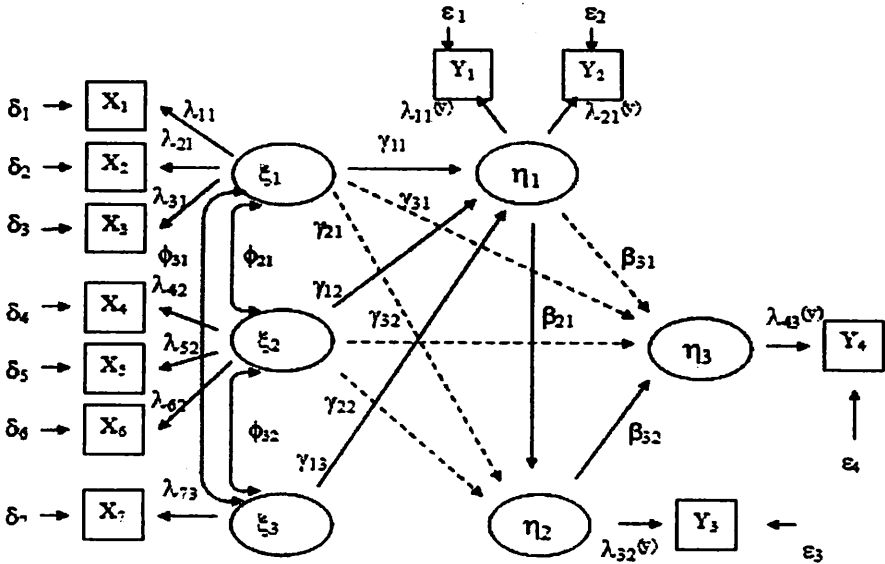 ε1 ε2
Y1 Y2
δ1 X1 λ11 λ11(y) λ21(y)
δ2 X2 λ21 ξ1 γ11 η1
δ3 X3 λ31 γ21 γ31
ϕ31 ϕ21 β31
δ4 X4 λ42 γ12 γ32 β21 λ43(y)
δ5 X5 λ52 ξ2 η3 Y4
δ6 X6 λ62 ϕ32 γ22 β32
γ13 ε4
λ73
X7 ξ3 η2 Y3
λ32(y) ε3